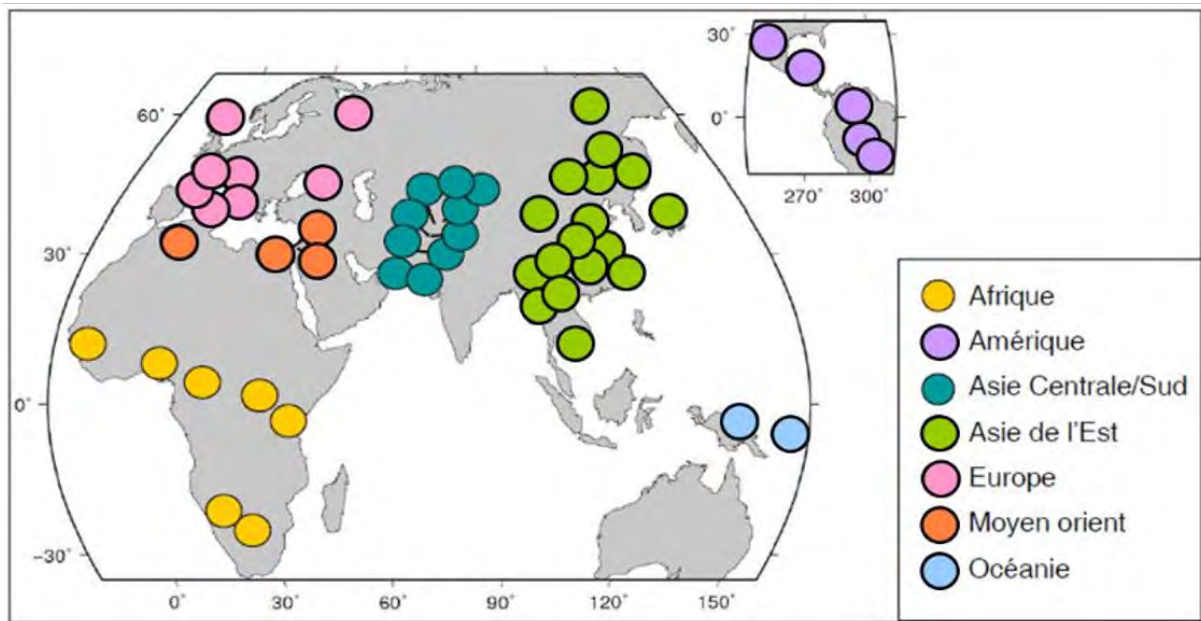 30°
0°
270° 300°
60°
30°
0°
−30°
0° 30° 60° 90° 120° 150°
Afrique
Amérique
Asie Centrale/Sud
Asie de l'Est
Europe
Moyen orient
Océanie